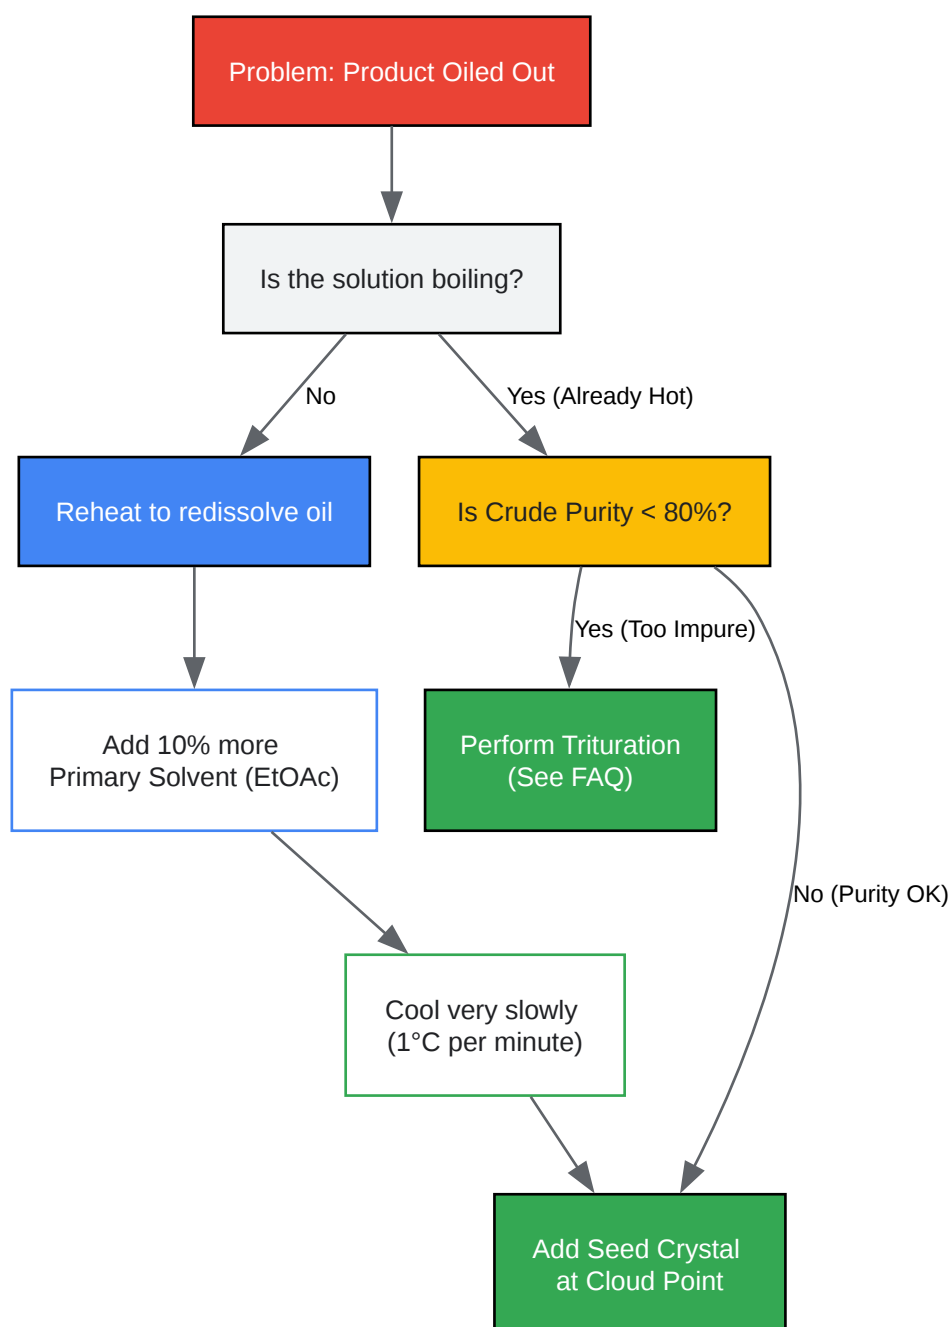 Problem: Product Oiled Out
Is the solution boiling?
No
Yes (Already Hot)
Reheat to redissolve oil
Is Crude Purity < 80%?
Yes (Too Impure)
Add 10% more
Primary Solvent (EtOAc)
Perform Trituration
(See FAQ)
No (Purity OK)
Cool very slowly
(1°C per minute)
Add Seed Crystal
at Cloud Point